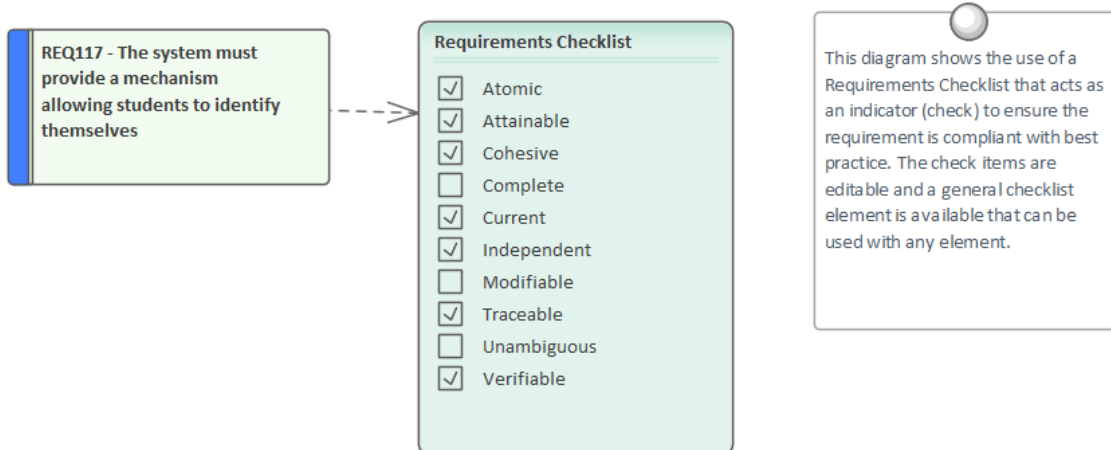 REQ117 - The system must
provide a mechanism
allowing students to identify
themselves
Requirements Checklist
Atomic
Attainable
Cohesive
Complete
Current
Independent
Modifiable
Traceable
Unambiguous
Verifiable
This diagram shows the use of a
Requirements Checklist that acts as
an indicator (check) to ensure the
requirement is compliant with best
practice. The check items are
editable and a general checklist
element is available that can be
used with any element.